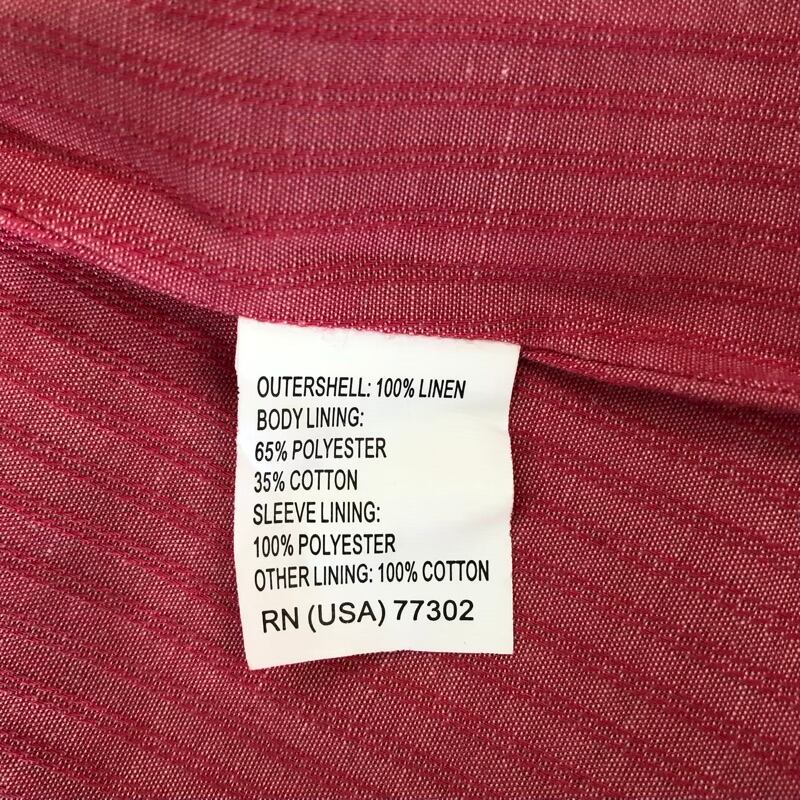 OUTERSHELL: 100% LINEN
BODY LINING:
65% POLYESTER
35% COTTON
SLEEVE LINING:
100% POLYESTER
OTHER LINING: 100% COTTON
RN (USA) 77302